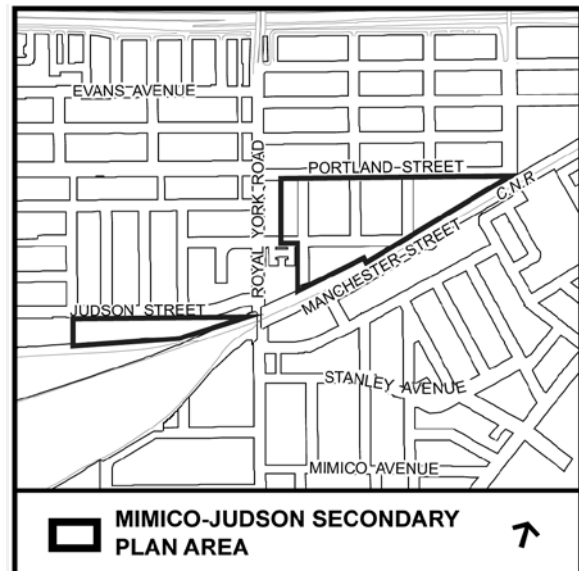 EVANS AVENUE
ROYAL YORK ROAD
PORTLAND STREET
C.N.R
MANCHESTER STREET
JUDSON STREET
STANLEY AVENUE
MIMICO AVENUE
MIMICO-JUDSON SECONDARY
PLAN AREA